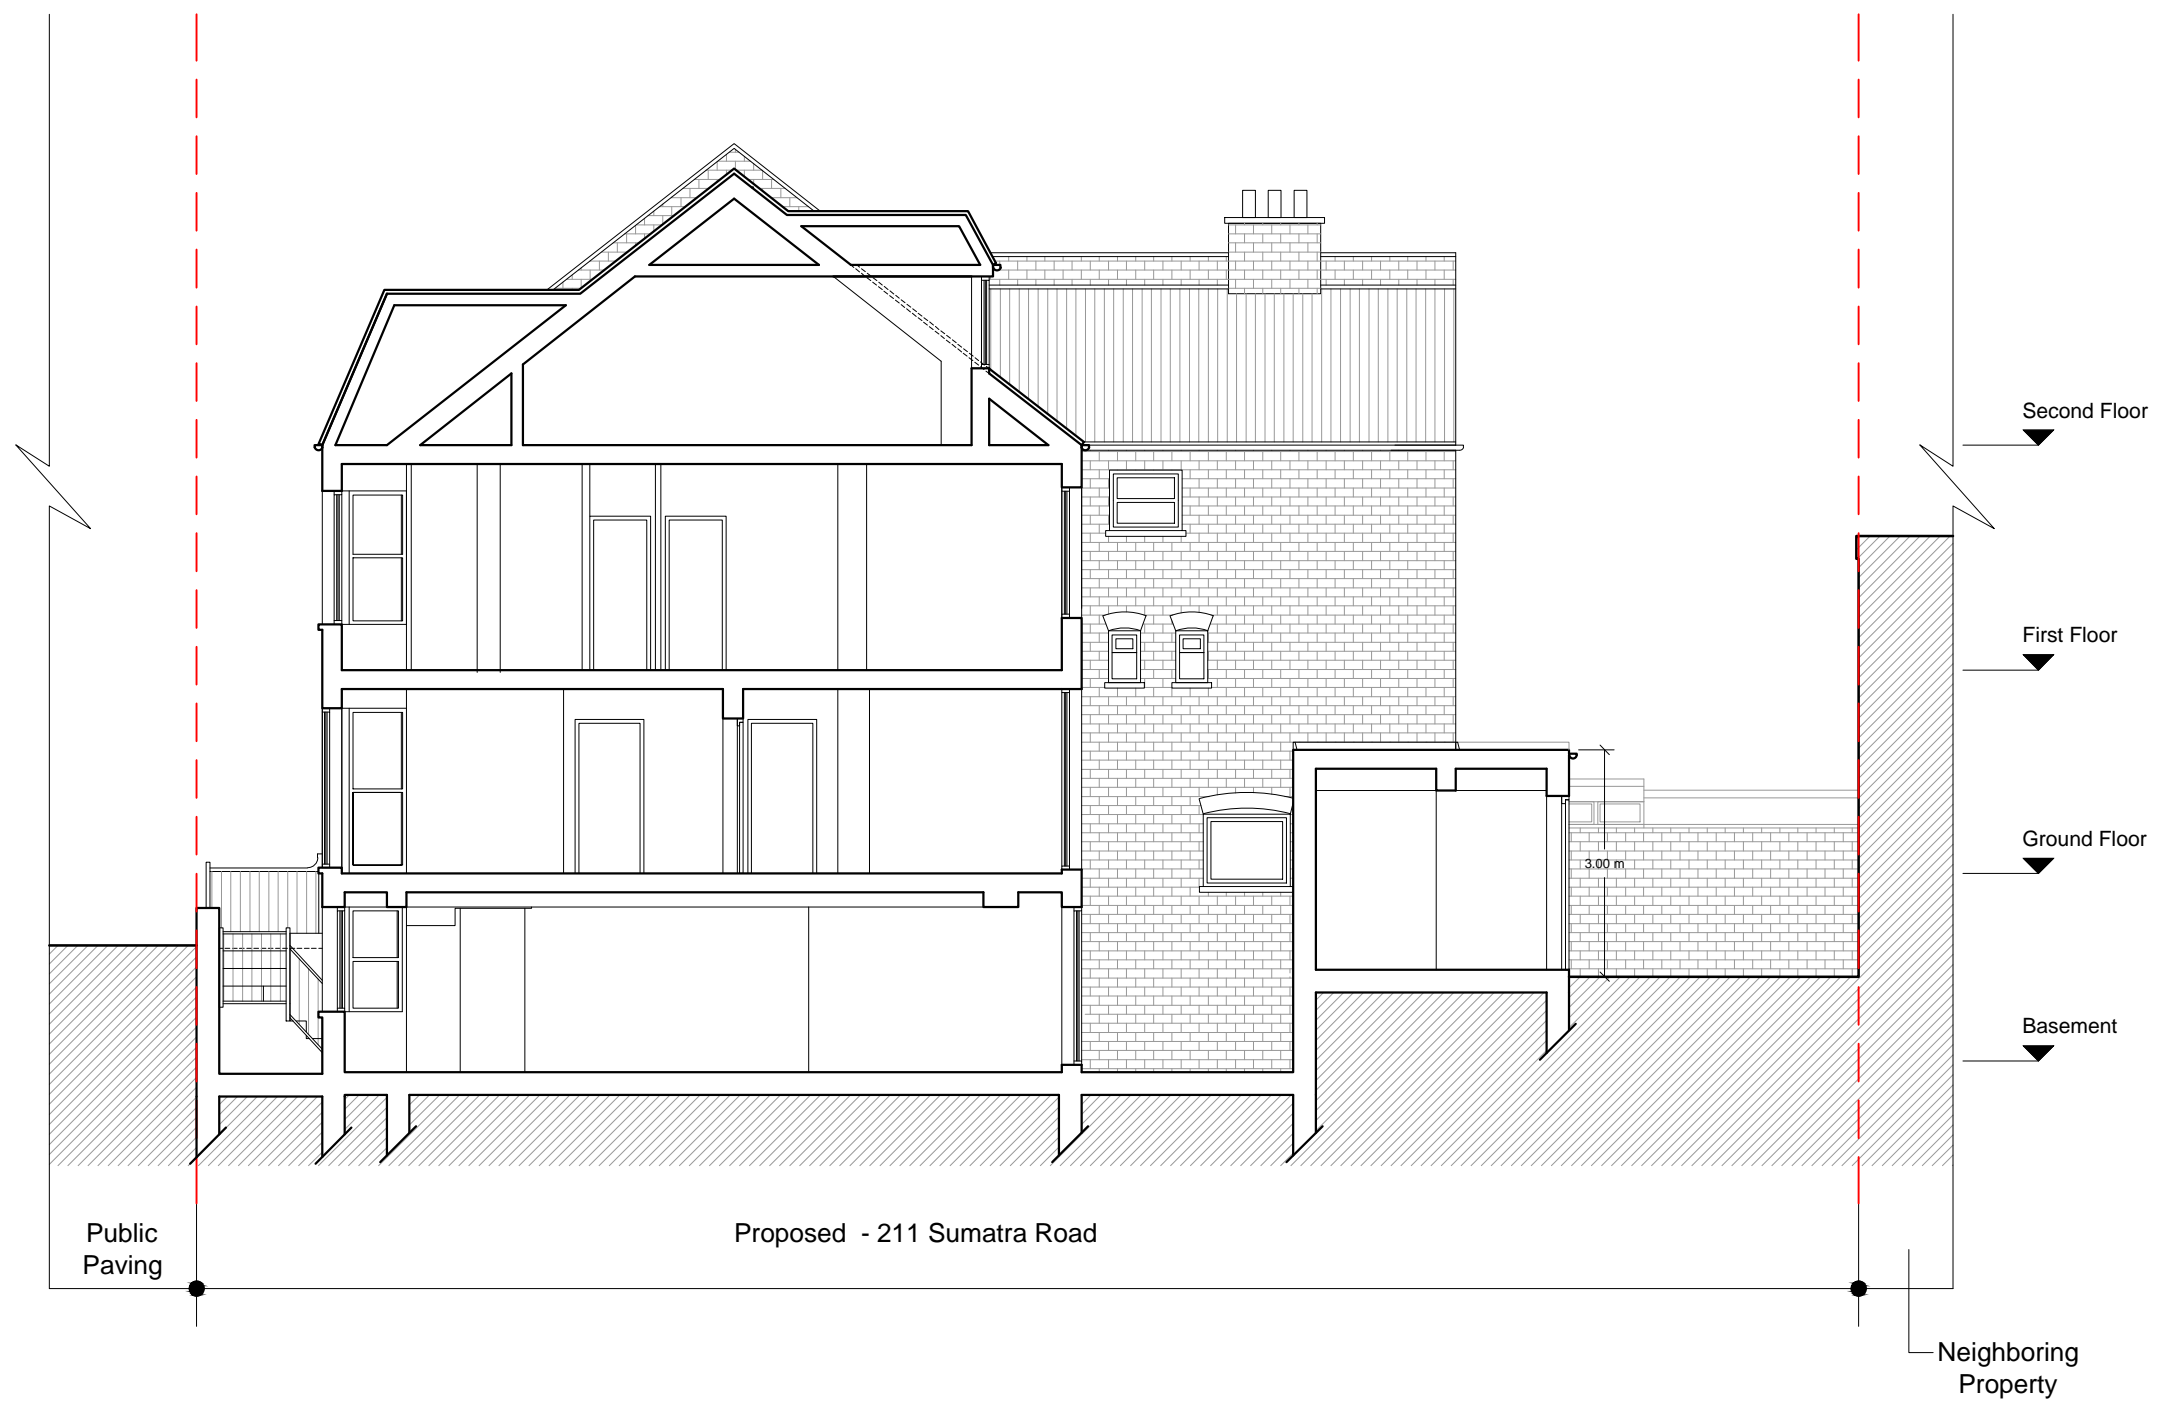 Second Floor
First Floor
Ground Floor
3.00 m
Basement
Public
Paving
Proposed  - 211 Sumatra Road
Neighboring
Property